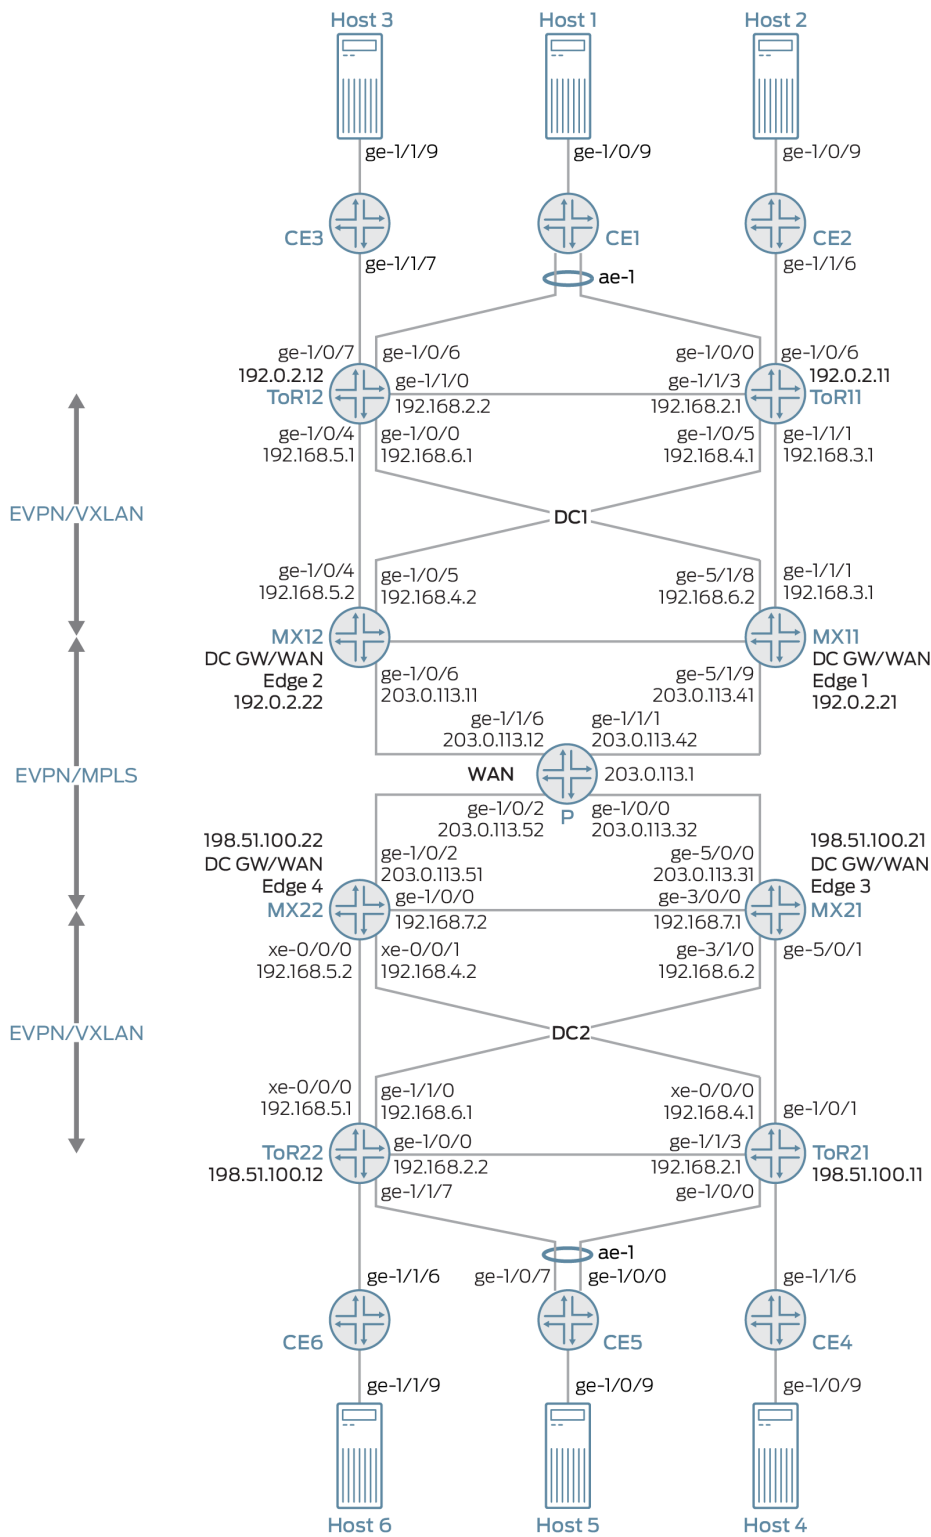 Host 3
Host 1
Host 2
ge-1/1/9
ge-1/0/9
ge-1/0/9
CE3
CE1
CE2
ge-1/1/7
ae-1
ge-1/1/6
ge-1/0/7
ge-1/0/6
ge-1/0/0
ge-1/0/6
192.0.2.12
192.0.2.11
ToR12
ge-1/1/0
ge-1/1/3
ToR11
192.168.2.2
192.168.2.1
ge-1/0/4
ge-1/0/0
ge-1/0/5
ge-1/1/1
192.168.5.1
192.168.6.1
192.168.4.1
192.168.3.1
EVPN/VXLAN
DC1
ge-1/0/4
ge-1/0/5
ge-5/1/8
ge-1/1/1
192.168.5.2
192.168.4.2
192.168.6.2
192.168.3.1
MX12
MX11
DC GW/WAN
Edge 2
192.0.2.22
DC GW/WAN
Edge 1
192.0.2.21
ge-1/0/6
203.0.113.11
ge-5/1/9
203.0.113.41
ge-1/1/6
203.0.113.12
ge-1/1/1
203.0.113.42
EVPN/MPLS
WAN
203.0.113.1
P
ge-1/0/2
203.0.113.52
ge-1/0/0
203.0.113.32
198.51.100.22
DC GW/WAN
Edge 4
MX22
198.51.100.21
DC GW/WAN
Edge 3
MX21
ge-1/0/2
203.0.113.51
ge-5/0/0
203.0.113.31
ge-1/0/0
192.168.7.2
ge-3/0/0
192.168.7.1
xe-0/0/0
192.168.5.2
xe-0/0/1
192.168.4.2
ge-3/1/0
192.168.6.2
ge-5/0/1
EVPN/VXLAN
DC2
xe-0/0/0
192.168.5.1
ge-1/1/0
192.168.6.1
xe-0/0/0
192.168.4.1
ge-1/0/1
ToR22
198.51.100.12
ge-1/0/0
192.168.2.2
ge-1/1/3
192.168.2.1
ToR21
198.51.100.11
ge-1/1/7
ge-1/0/0
ae-1
ge-1/1/6
ge-1/0/7
ge-1/0/0
ge-1/1/6
CE6
CE5
CE4
ge-1/1/9
ge-1/0/9
ge-1/0/9
Host 6
Host 5
Host 4